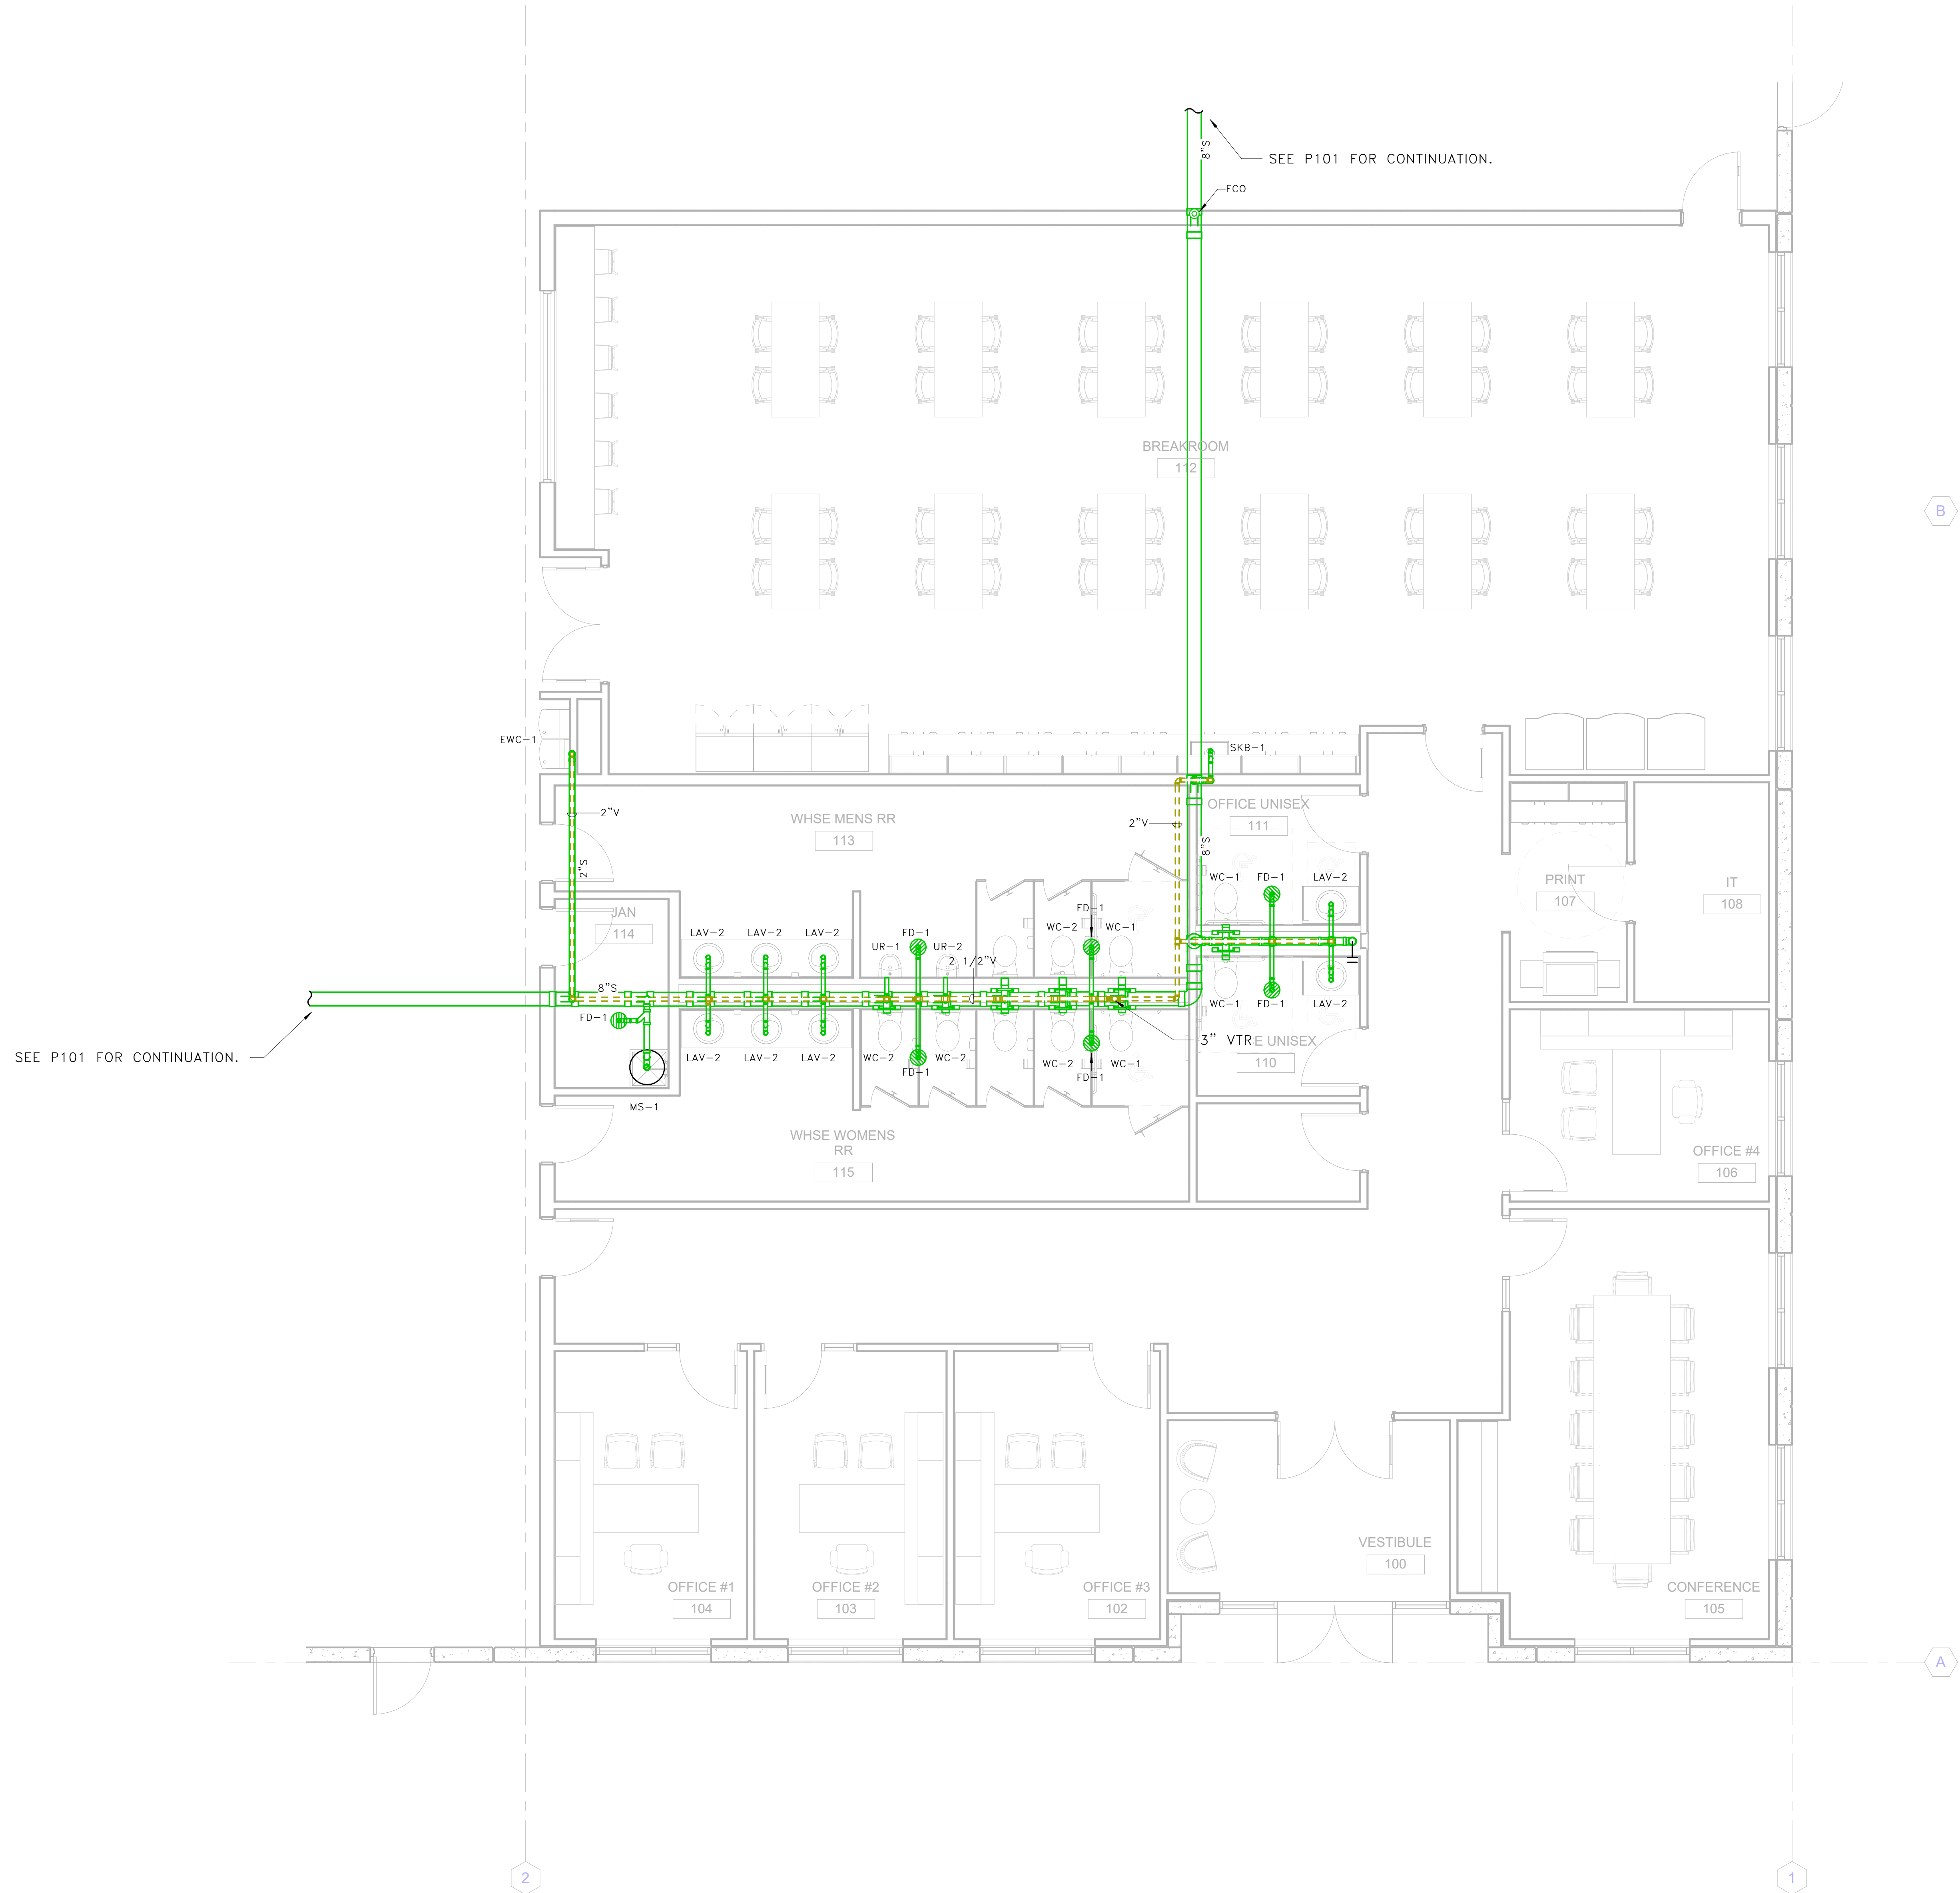 8"S
SEE P101 FOR CONTINUATION.
FCO
BREAKROOM
112
B
EWC-1
SKB-1
2"V
2"S
WHSE MENS RR
113
2"V
8"S
OFFICE UNISEX
111
JAN
114
LAV-2
LAV-2
LAV-2
UR-1
FD-1
UR-2
2 1/2"V
WC-2
FD-1
WC-1
WC-1
FD-1
LAV-2
PRINT
107
IT
108
8"S
FD-1
SEE P101 FOR CONTINUATION.
MS-1
LAV-2
LAV-2
LAV-2
WC-2
FD-1
WC-2
WC-2
FD-1
WC-1
WC-1
FD-1
LAV-2
3" VTR
E UNISEX
110
WHSE WOMENS
RR
115
OFFICE #4
106
OFFICE #1
104
OFFICE #2
103
OFFICE #3
102
VESTIBULE
100
CONFERENCE
105
A
2
1